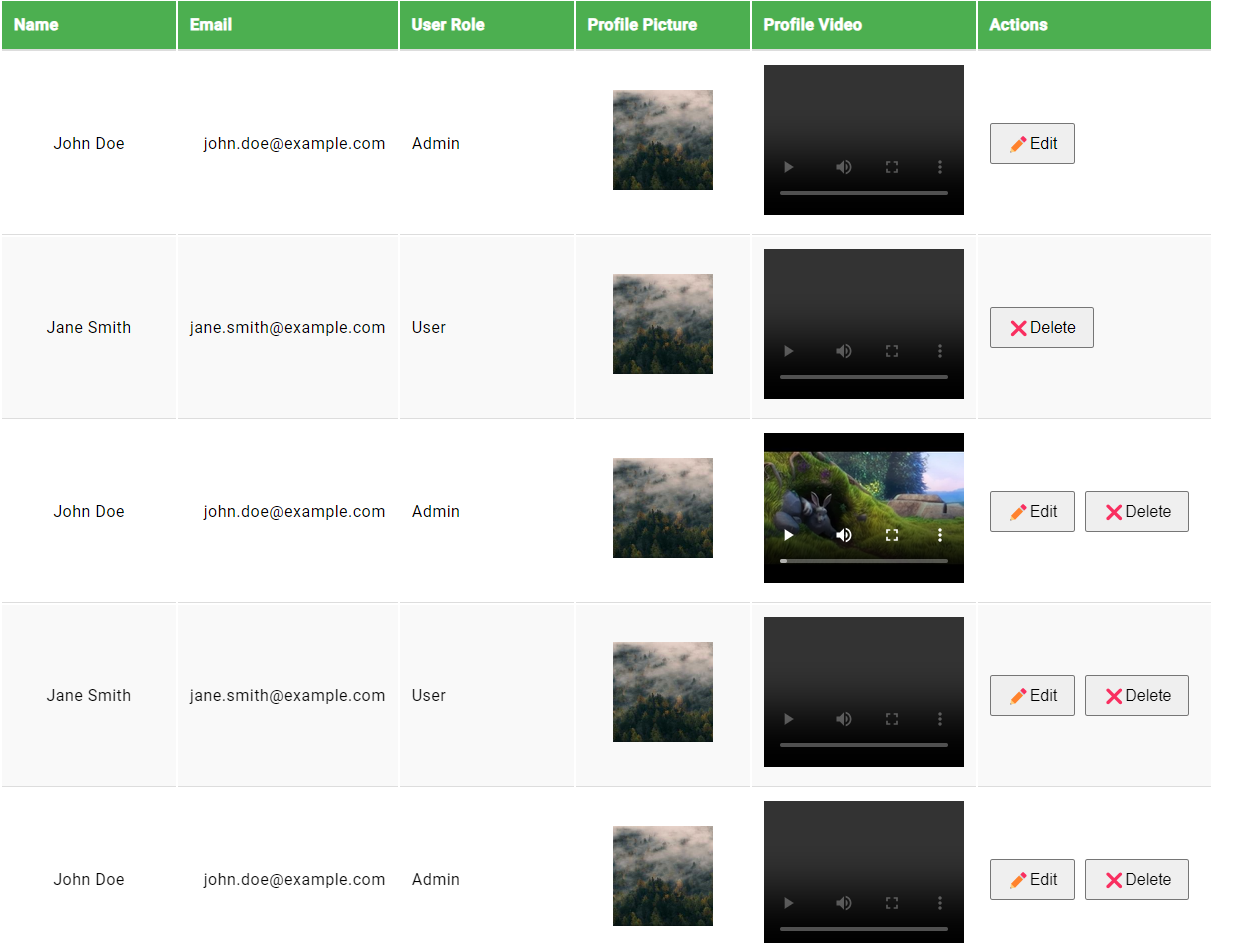 Name Email User Role Profile Picture Profile Video Actions
John Doe john.doe@example.com Admin Edit
Jane Smith jane.smith@example.com User Delete
John Doe john.doe@example.com Admin Edit Delete
Jane Smith jane.smith@example.com User Edit Delete
John Doe john.doe@example.com Admin Edit Delete